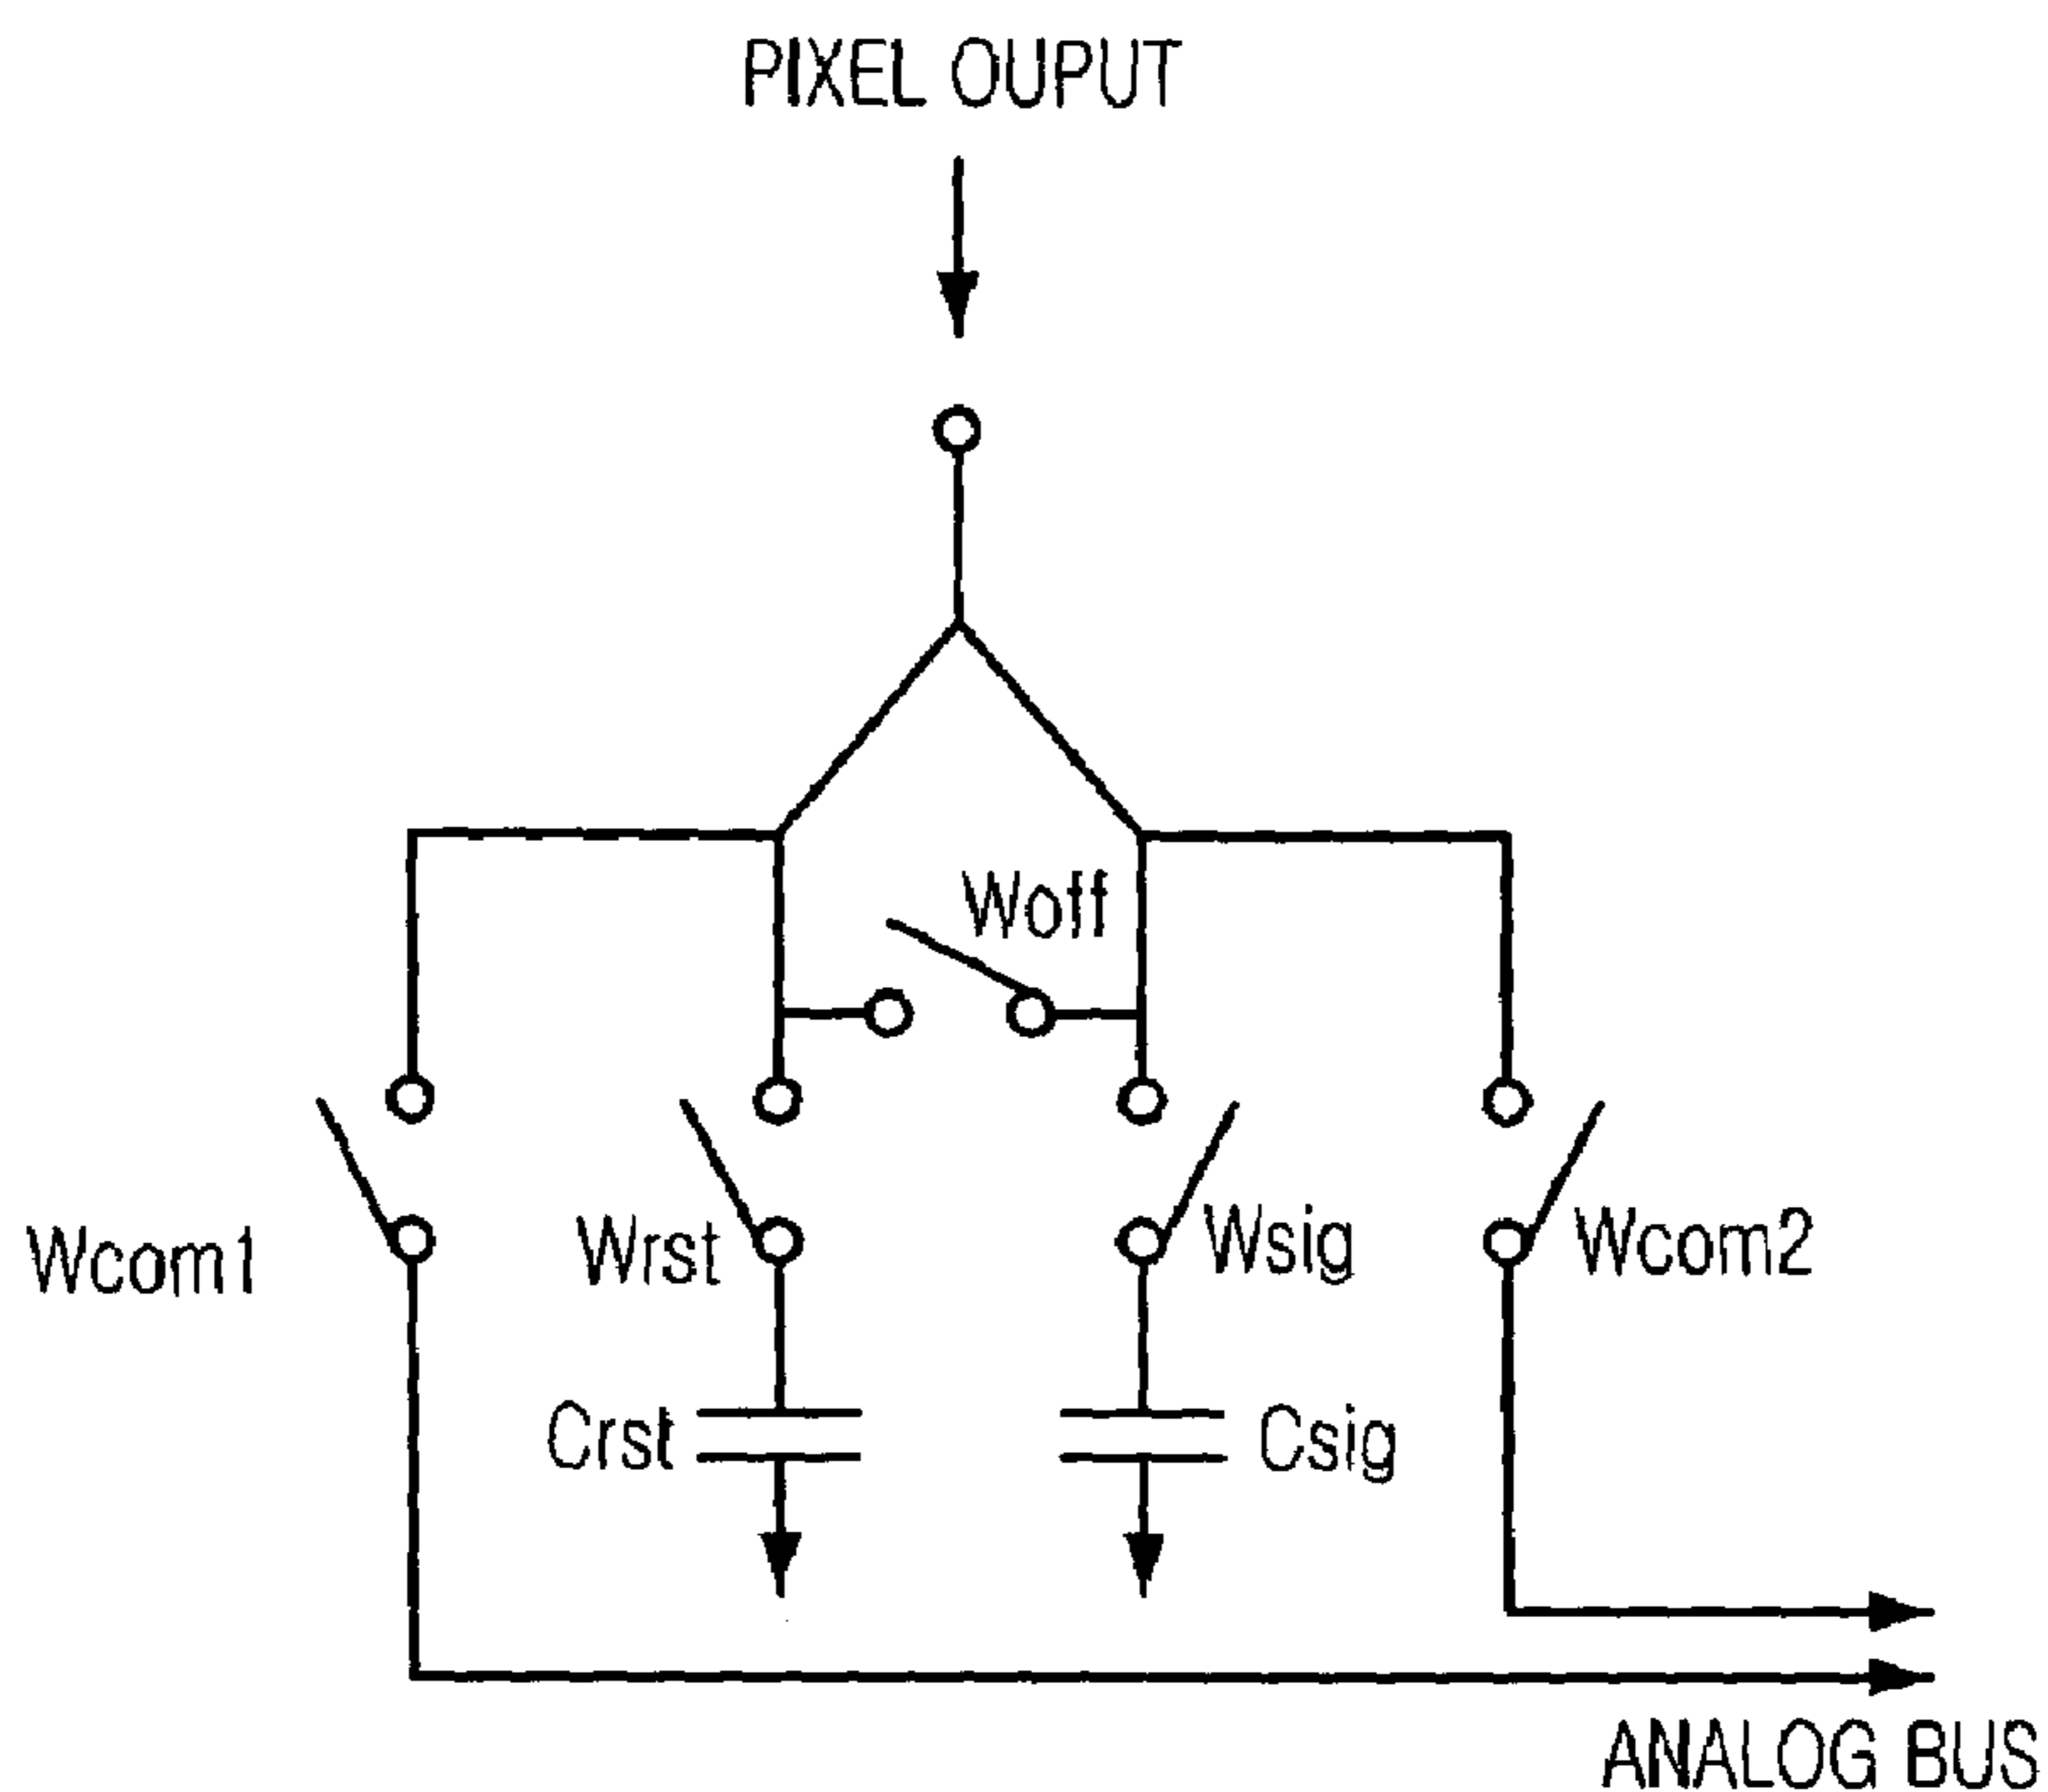 PIXEL OUPUT
Woff
Wcom1
Wrst
Wsig
Wcom2
Crst
Csig
ANALOG BUS